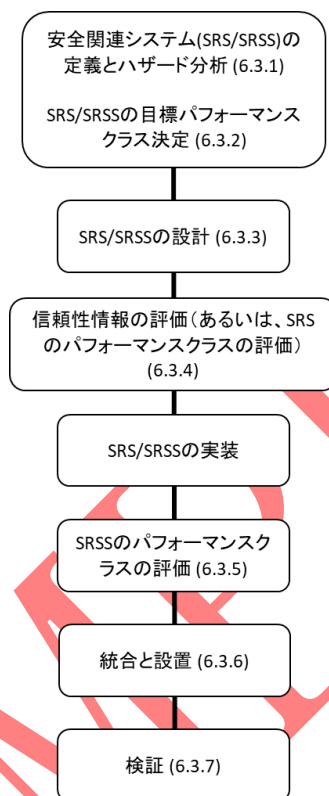 安全関連システム(SRS/SRSS)の
定義とハザード分析 (6.3.1)
SRS/SRSSの目標パフォーマンス
クラス決定 (6.3.2)
SRS/SRSSの設計 (6.3.3)
信頼性情報の評価（あるいは、SRS
のパフォーマンスクラスの評価）
(6.3.4)
SRS/SRSSの実装
SRSSのパフォーマンスク
ラスの評価 (6.3.5)
統合と設置 (6.3.6)
検証 (6.3.7)